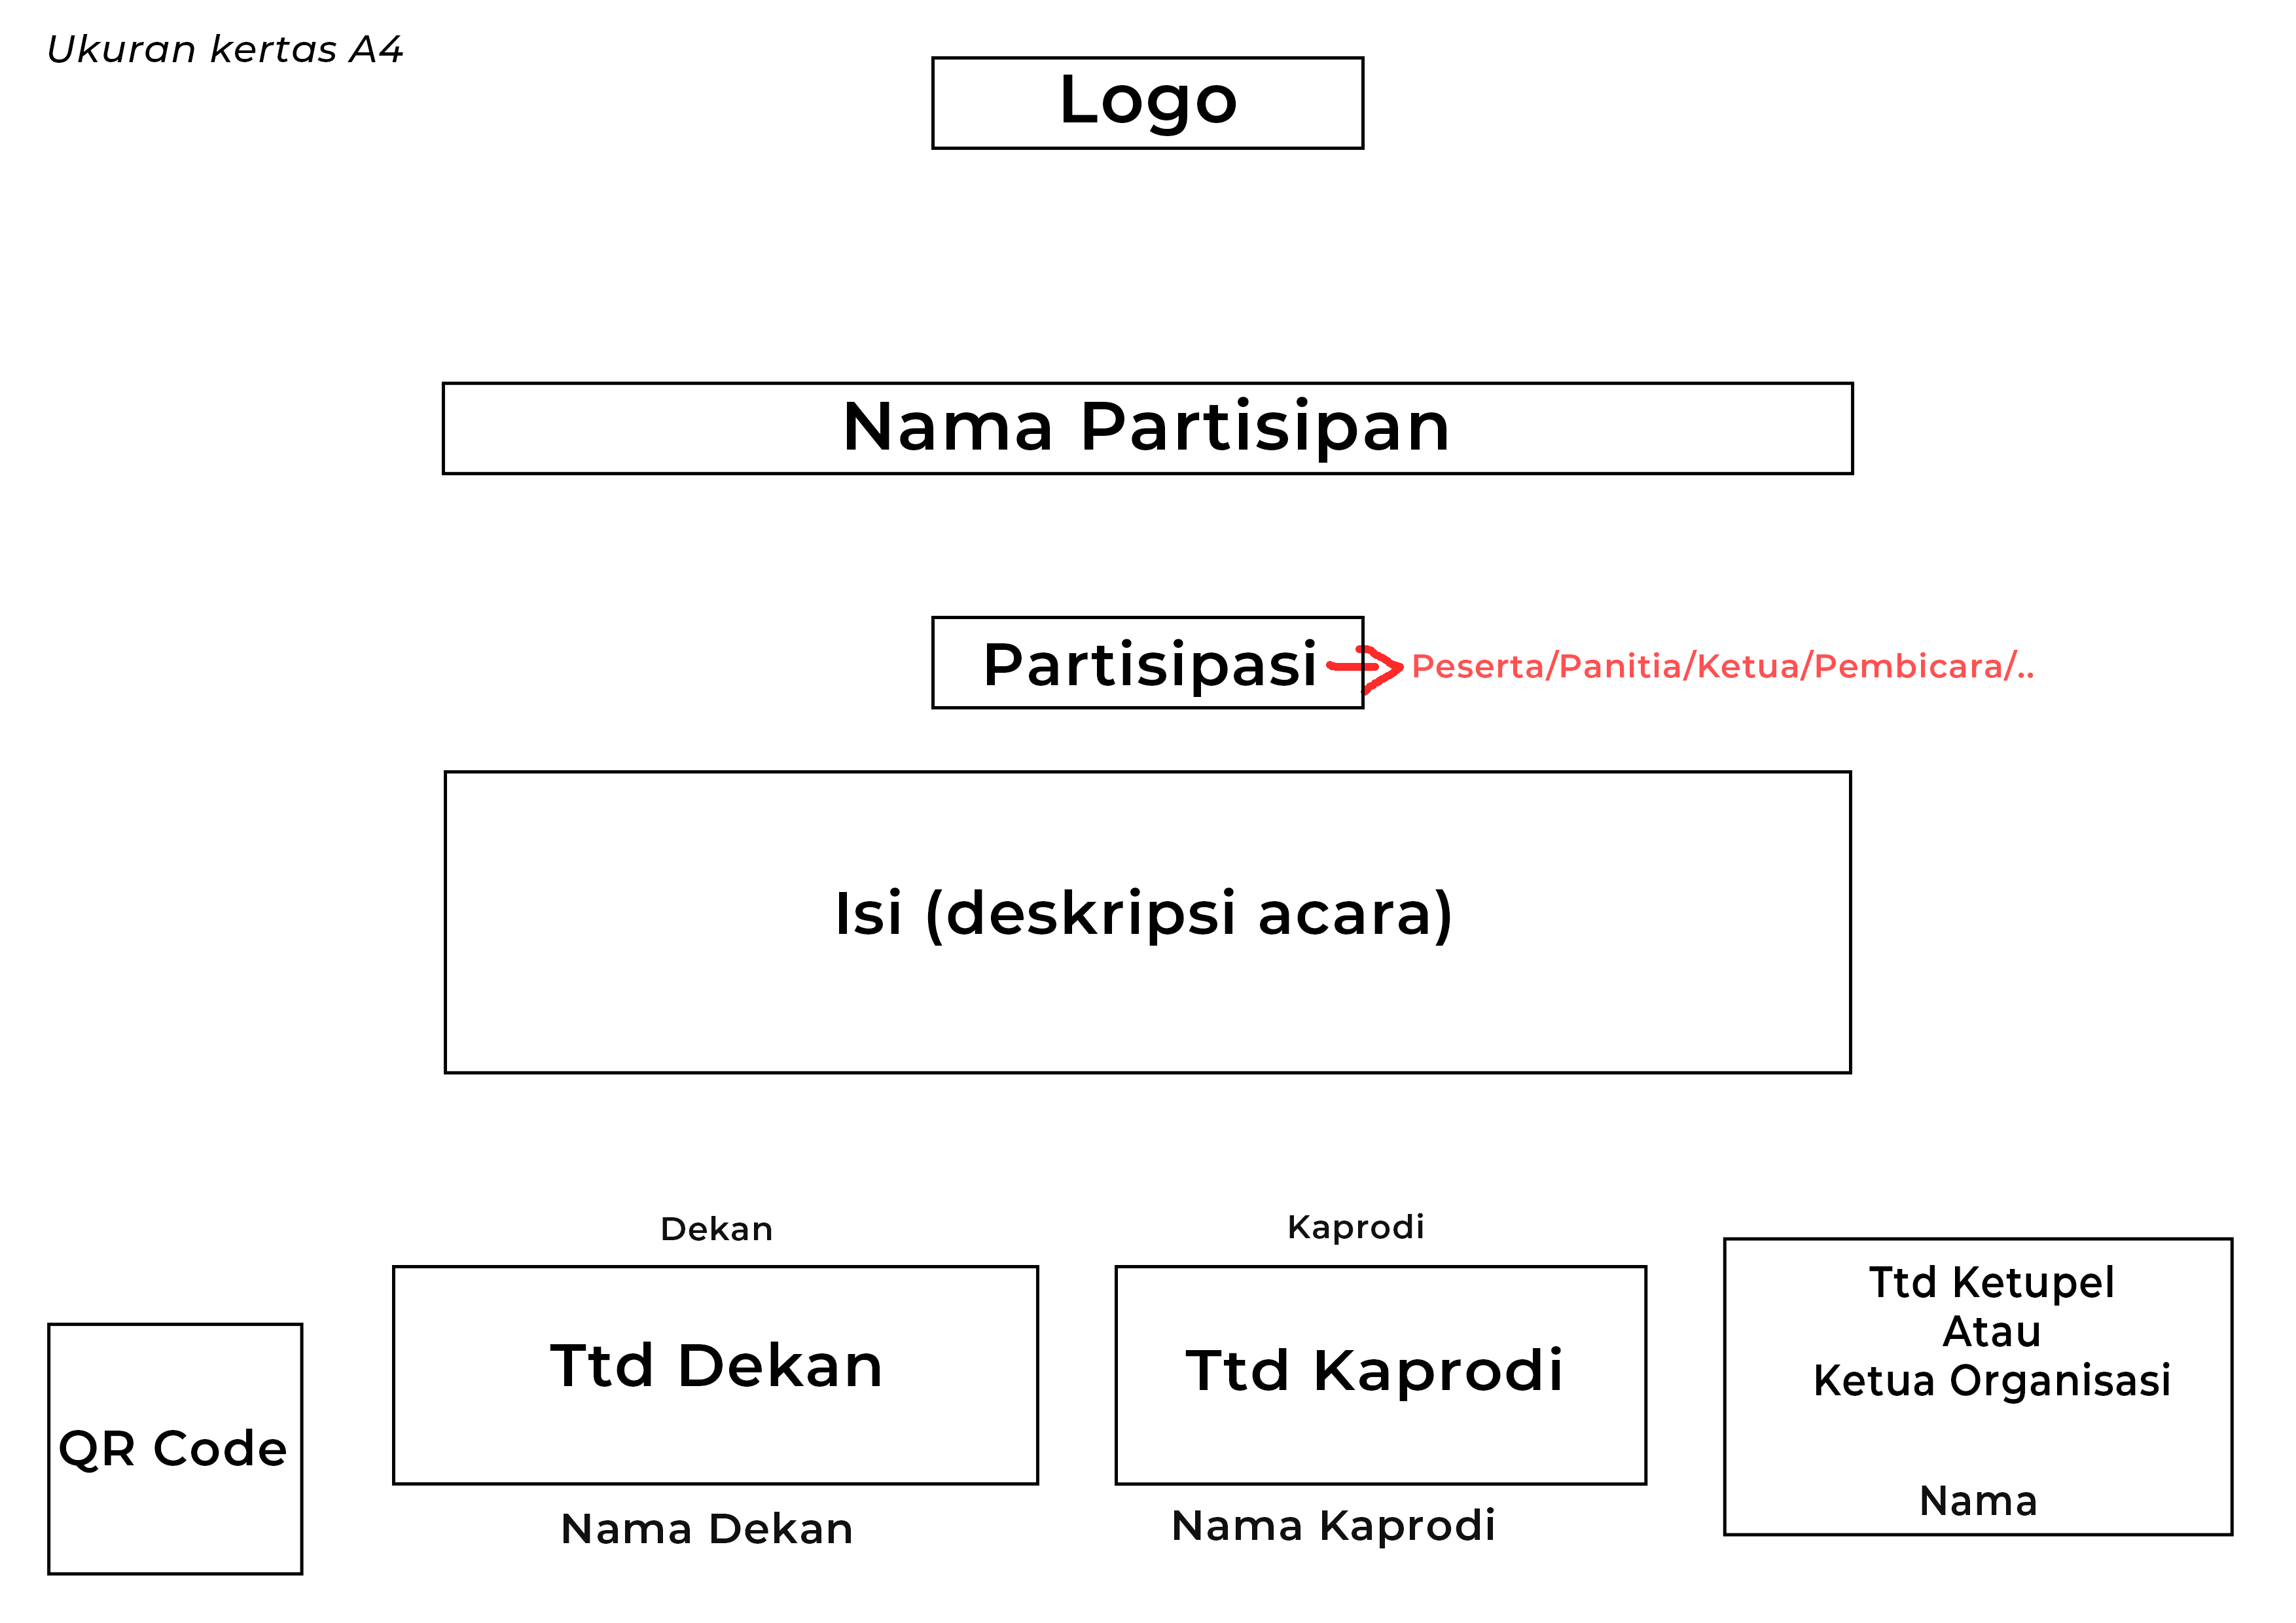 Ukuran kertas A4
Logo
Nama Partisipan
Partisipasi
Peserta/Panitia/Ketua/Pembicara/..
Isi (deskripsi acara)
Dekan
Ttd Dekan
Nama Dekan
Kaprodi
Ttd Kaprodi
Nama Kaprodi
Ttd Ketupel
Atau
Ketua Organisasi
Nama
QR Code